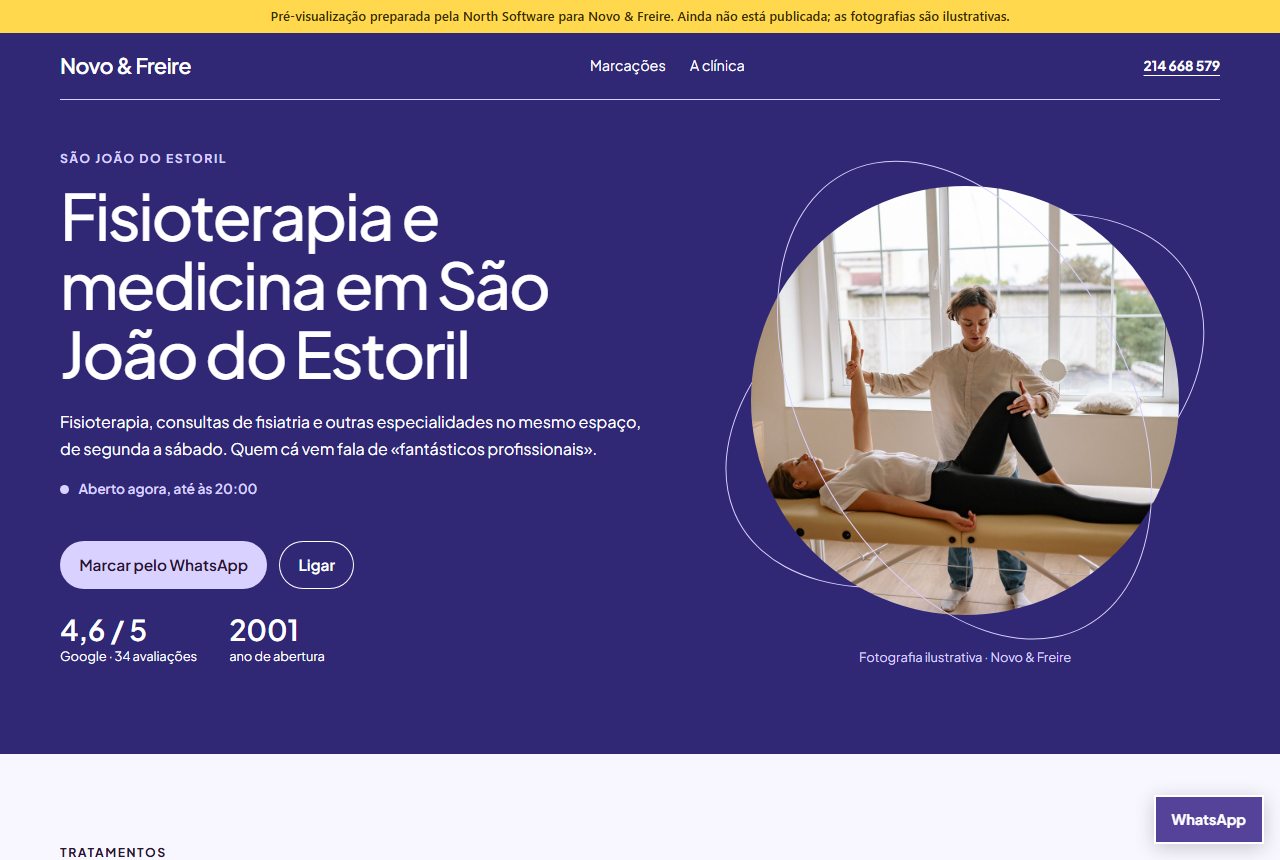 Pré-visualização preparada pela North Software para Novo & Freire. Ainda não está publicada; as fotografias são ilustrativas.
Novo & Freire
Marcações
A clínica
214 668 579
SÃO JOÃO DO ESTORIL
Fisioterapia e
medicina em São
João do Estoril
Fisioterapia, consultas de fisiatria e outras especialidades no mesmo espaço,
de segunda a sábado. Quem cá vem fala de «fantásticos profissionais».
Aberto agora, até às 20:00
Marcar pelo WhatsApp
Ligar
4,6 / 5
Google · 34 avaliações
2001
ano de abertura
Fotografia ilustrativa · Novo & Freire
WhatsApp
TRATAMENTOS